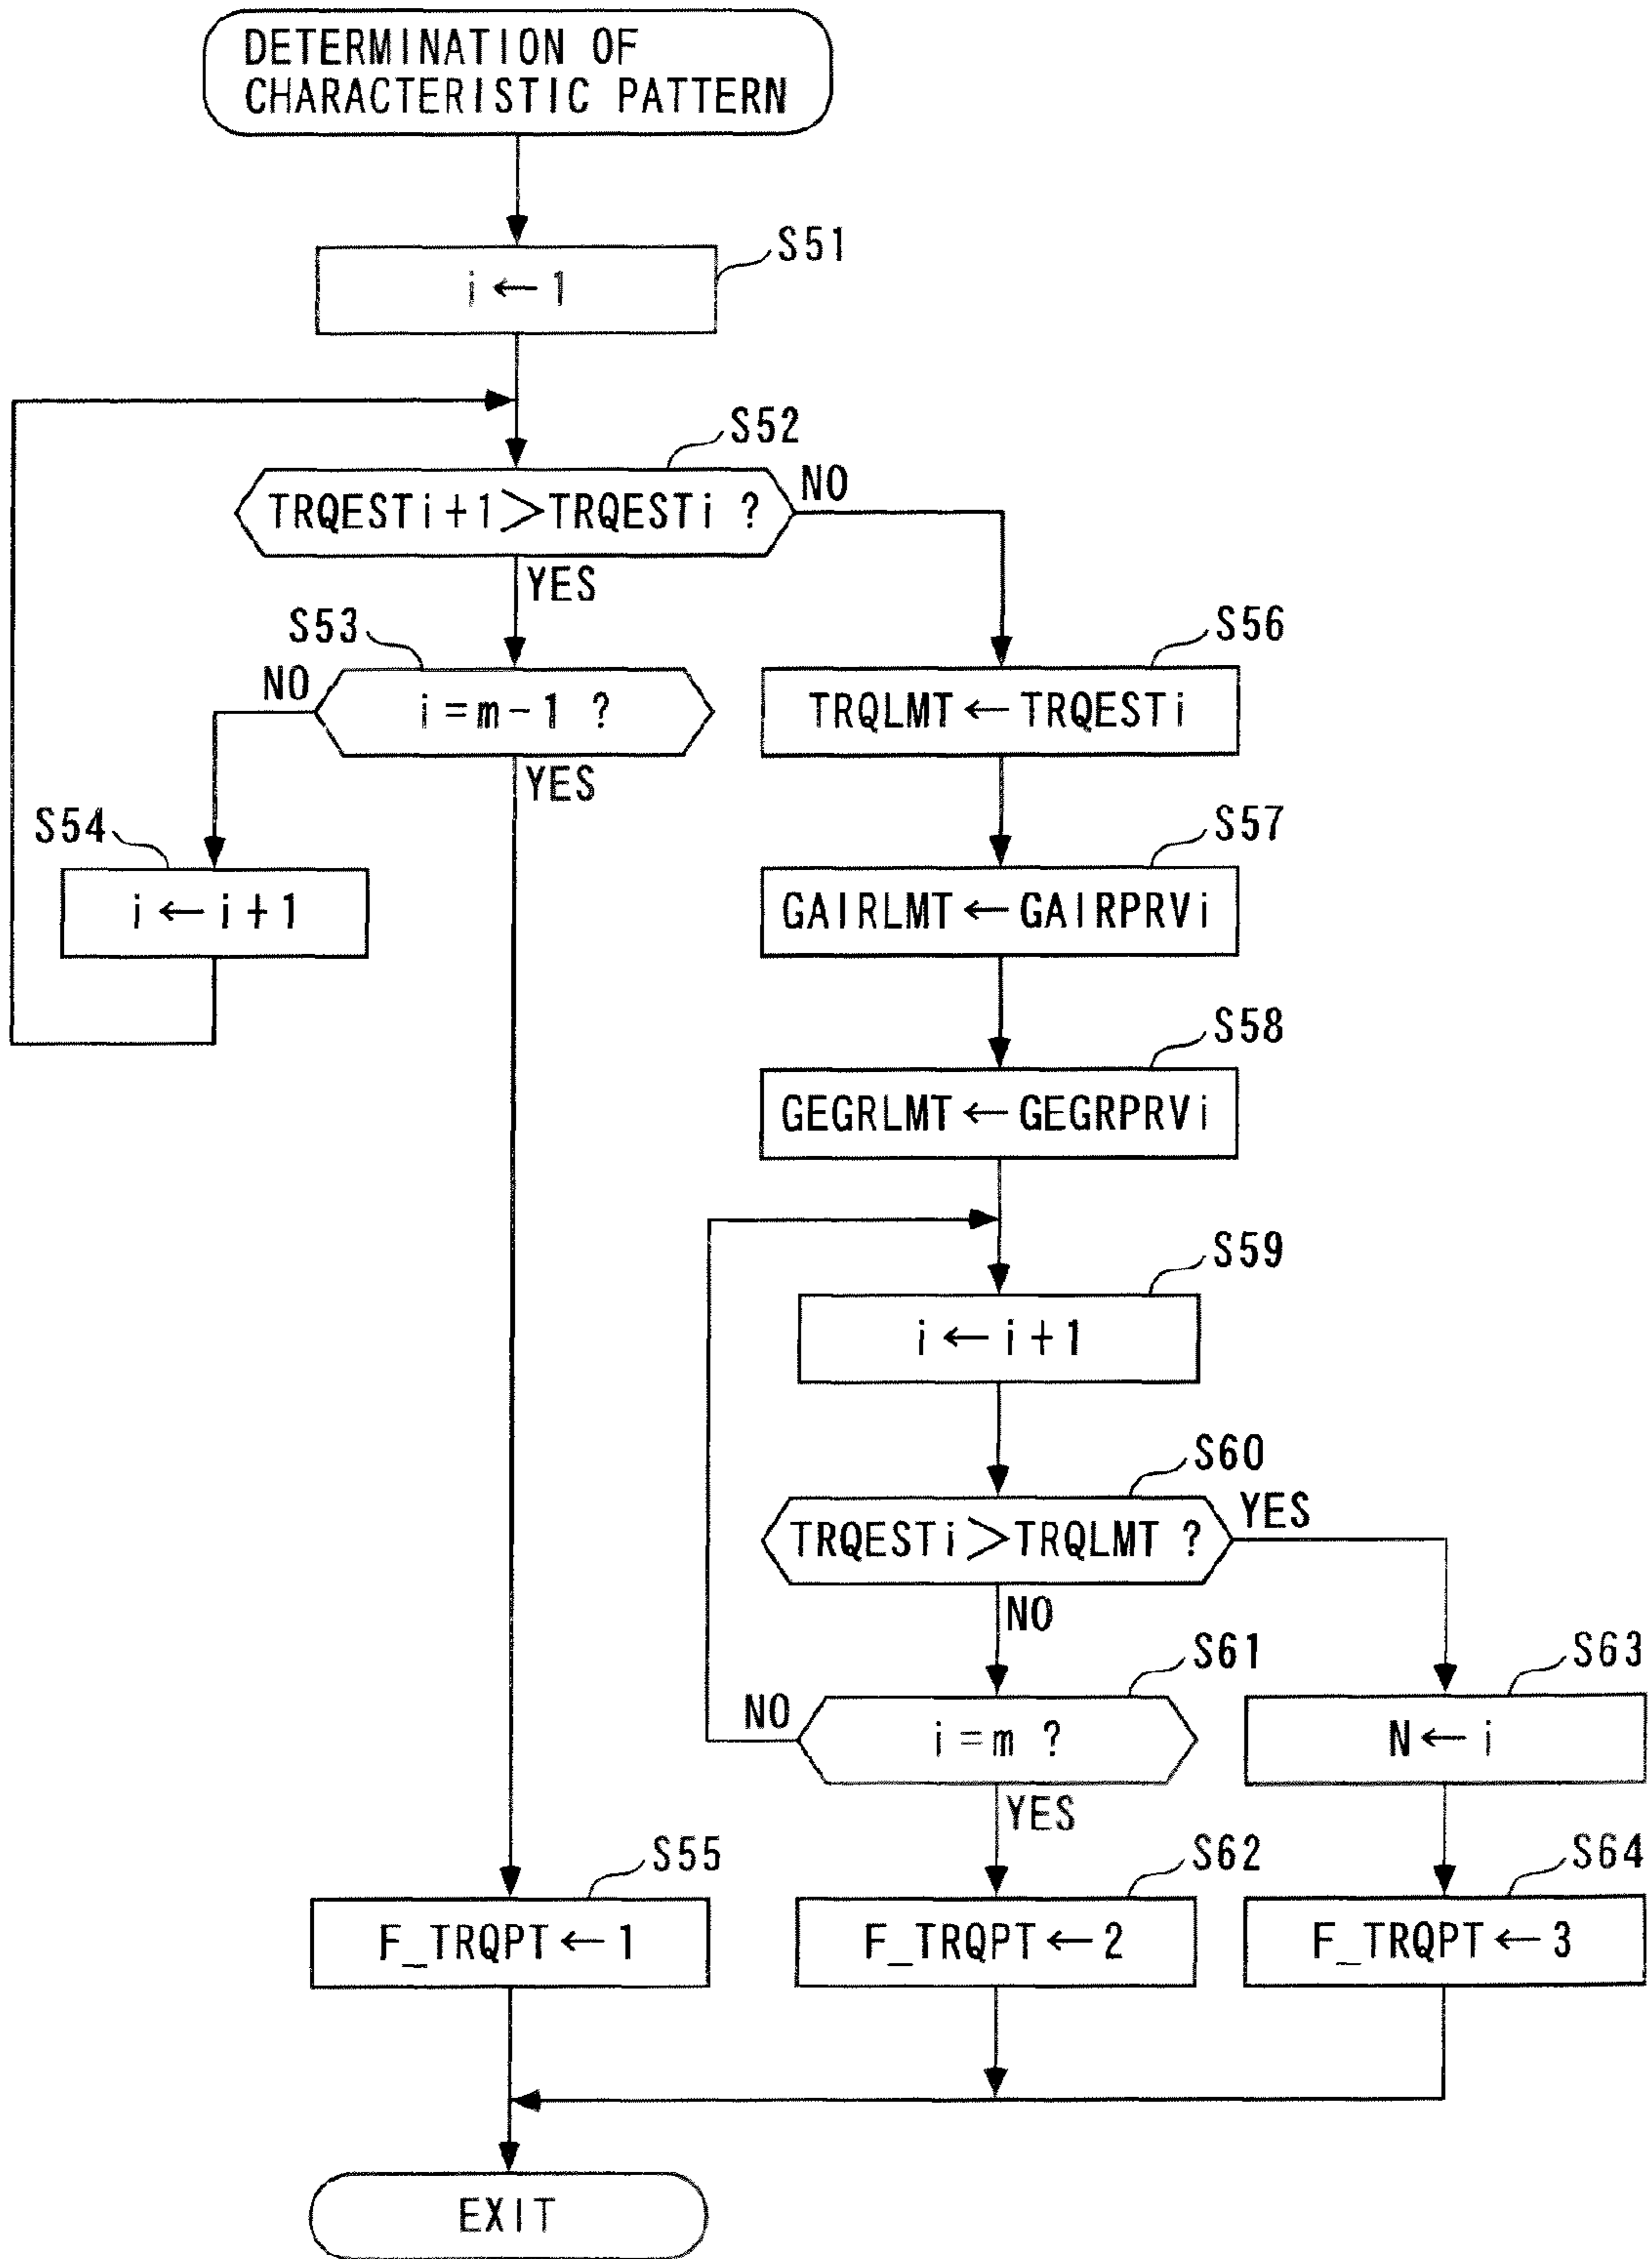 DETERMINATION OF
CHARACTERISTIC PATTERN
S51
i←1
S52
TRQESTi+1>TRQESTi ?
NO
YES
S53
NO
i=m-1 ?
YES
S56
TRQLMT←TRQESTi
S54
i←i+1
S57
GAIRLMT←GAIRPRVi
S58
GEGRLMT←GEGRPRVi
S59
i←i+1
S60
TRQESTi>TRQLMT ?
YES
NO
S61
NO
i=m ?
YES
S63
N←i
S55
F_TRQPT←1
S62
F_TRQPT←2
S64
F_TRQPT←3
EXIT